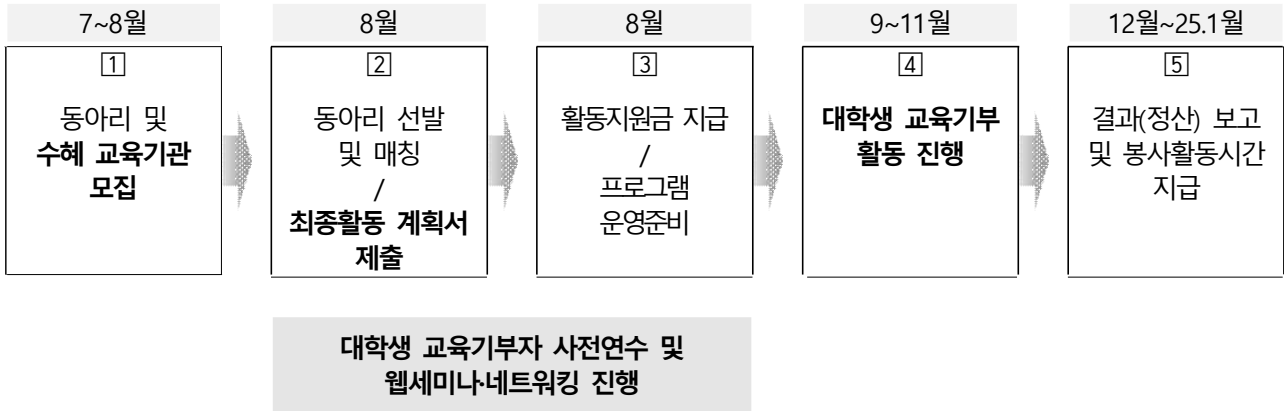 7~8월
1
동아리 및
수혜 교육기관
모집
8월
2
동아리 선발
및 매칭
/
최종활동 계획서
제출
8월
3
활동지원금 지급
/
프로그램
운영준비
9~11월
4
대학생 교육기부
활동 진행
12월~25.1월
5
결과(정산) 보고
및 봉사활동시간
지급
대학생 교육기부자 사전연수 및
웹세미나·네트워킹 진행